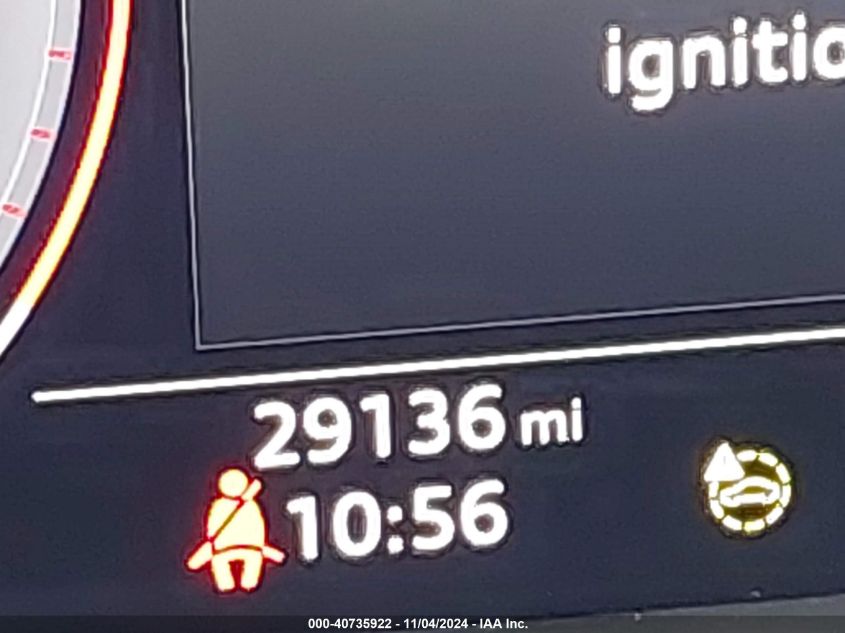 ignitio
29136 mi
10:56
000-40735922 - 11/04/2024 - IAA Inc.